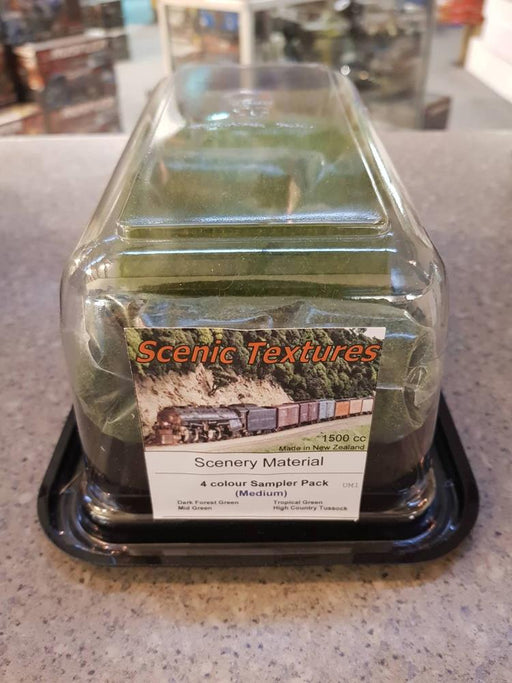 Scenic Textures
1500 cc
Made in New Zealand
Scenery Material
4 colour Sampler Pack
(Medium)
Dark Forest Green Tropical Green
Mid Green High Country Tussock